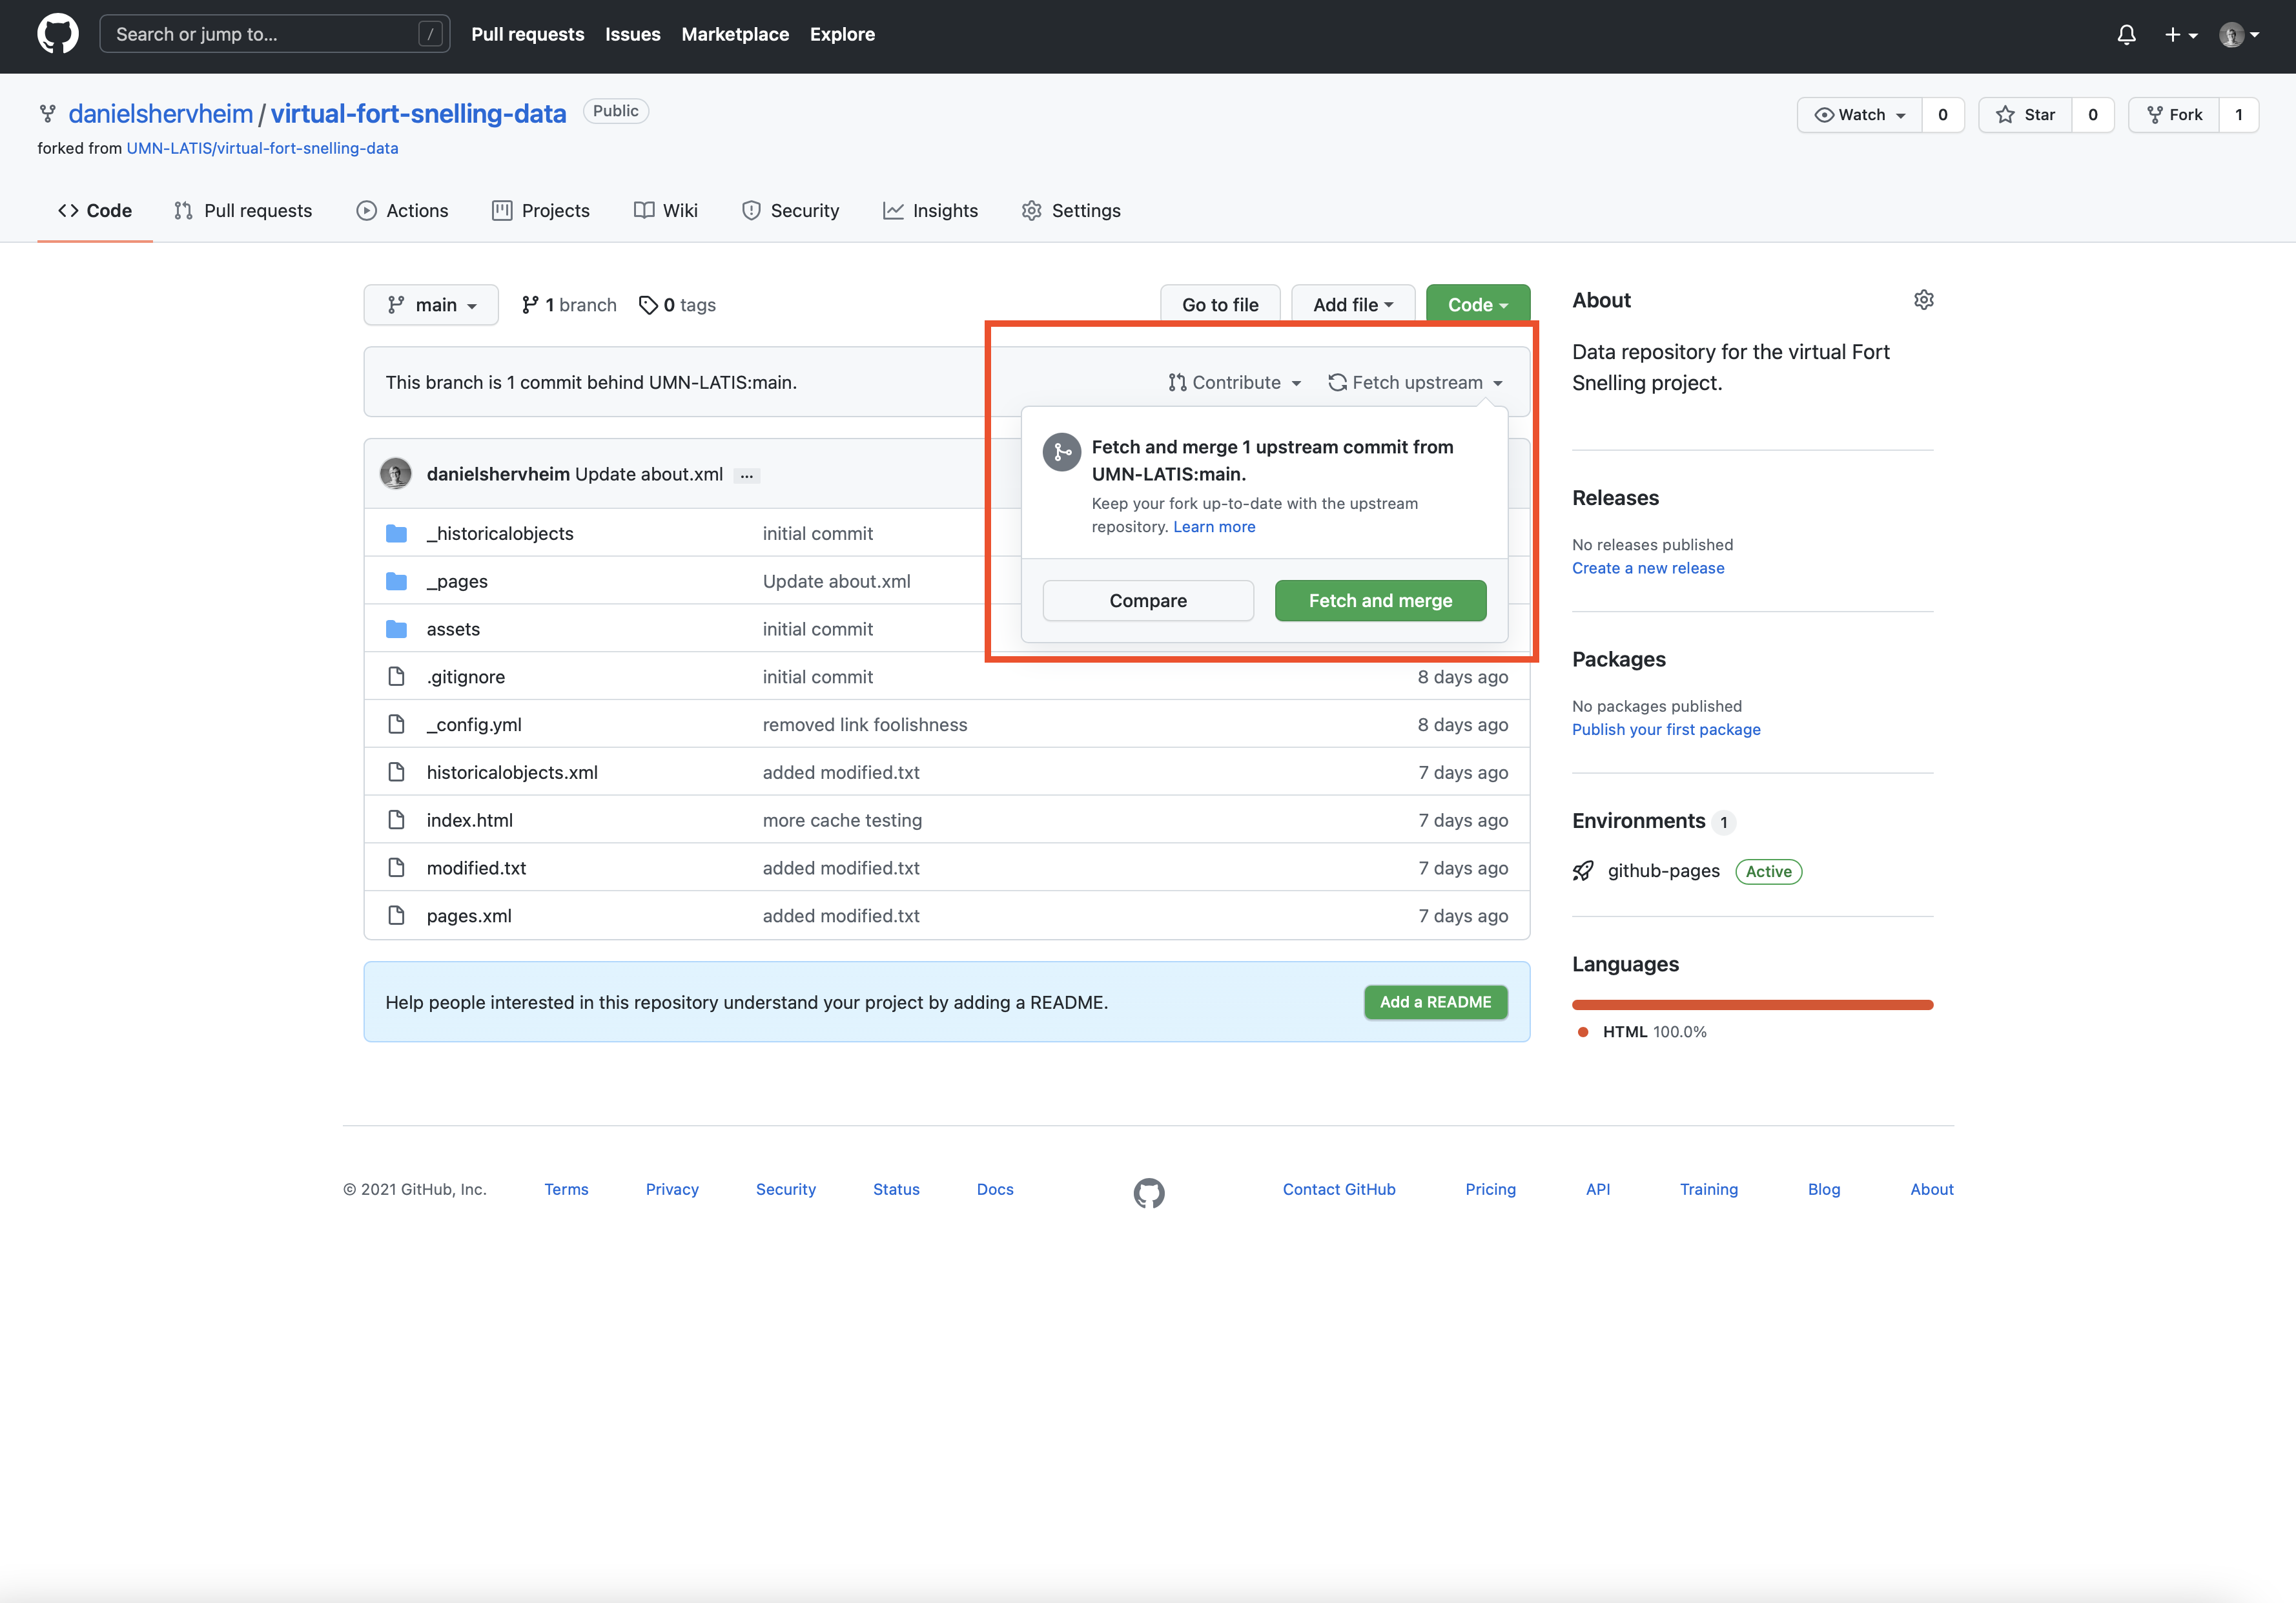 Search or jump to... /
Pull requests Issues Marketplace Explore
danielshervheim / virtual-fort-snelling-data Public
Watch 0 Star 0 Fork 1
forked from UMN-LATIS/virtual-fort-snelling-data
Code Pull requests Actions Projects Wiki Security Insights Settings
main 1 branch 0 tags
Go to file Add file Code
This branch is 1 commit behind UMN-LATIS:main.
Contribute Fetch upstream
Fetch and merge 1 upstream commit from
UMN-LATIS:main.
Keep your fork up-to-date with the upstream
repository. Learn more
Compare Fetch and merge
danielshervheim Update about.xml ...
_historicalobjects initial commit
_pages Update about.xml
assets initial commit
.gitignore initial commit 8 days ago
_config.yml removed link foolishness 8 days ago
historicalobjects.xml added modified.txt 7 days ago
index.html more cache testing 7 days ago
modified.txt added modified.txt 7 days ago
pages.xml added modified.txt 7 days ago
Help people interested in this repository understand your project by adding a README.
Add a README
About
Data repository for the virtual Fort
Snelling project.
Releases
No releases published
Create a new release
Packages
No packages published
Publish your first package
Environments 1
github-pages Active
Languages
HTML 100.0%
© 2021 GitHub, Inc. Terms Privacy Security Status Docs Contact GitHub Pricing API Training Blog About